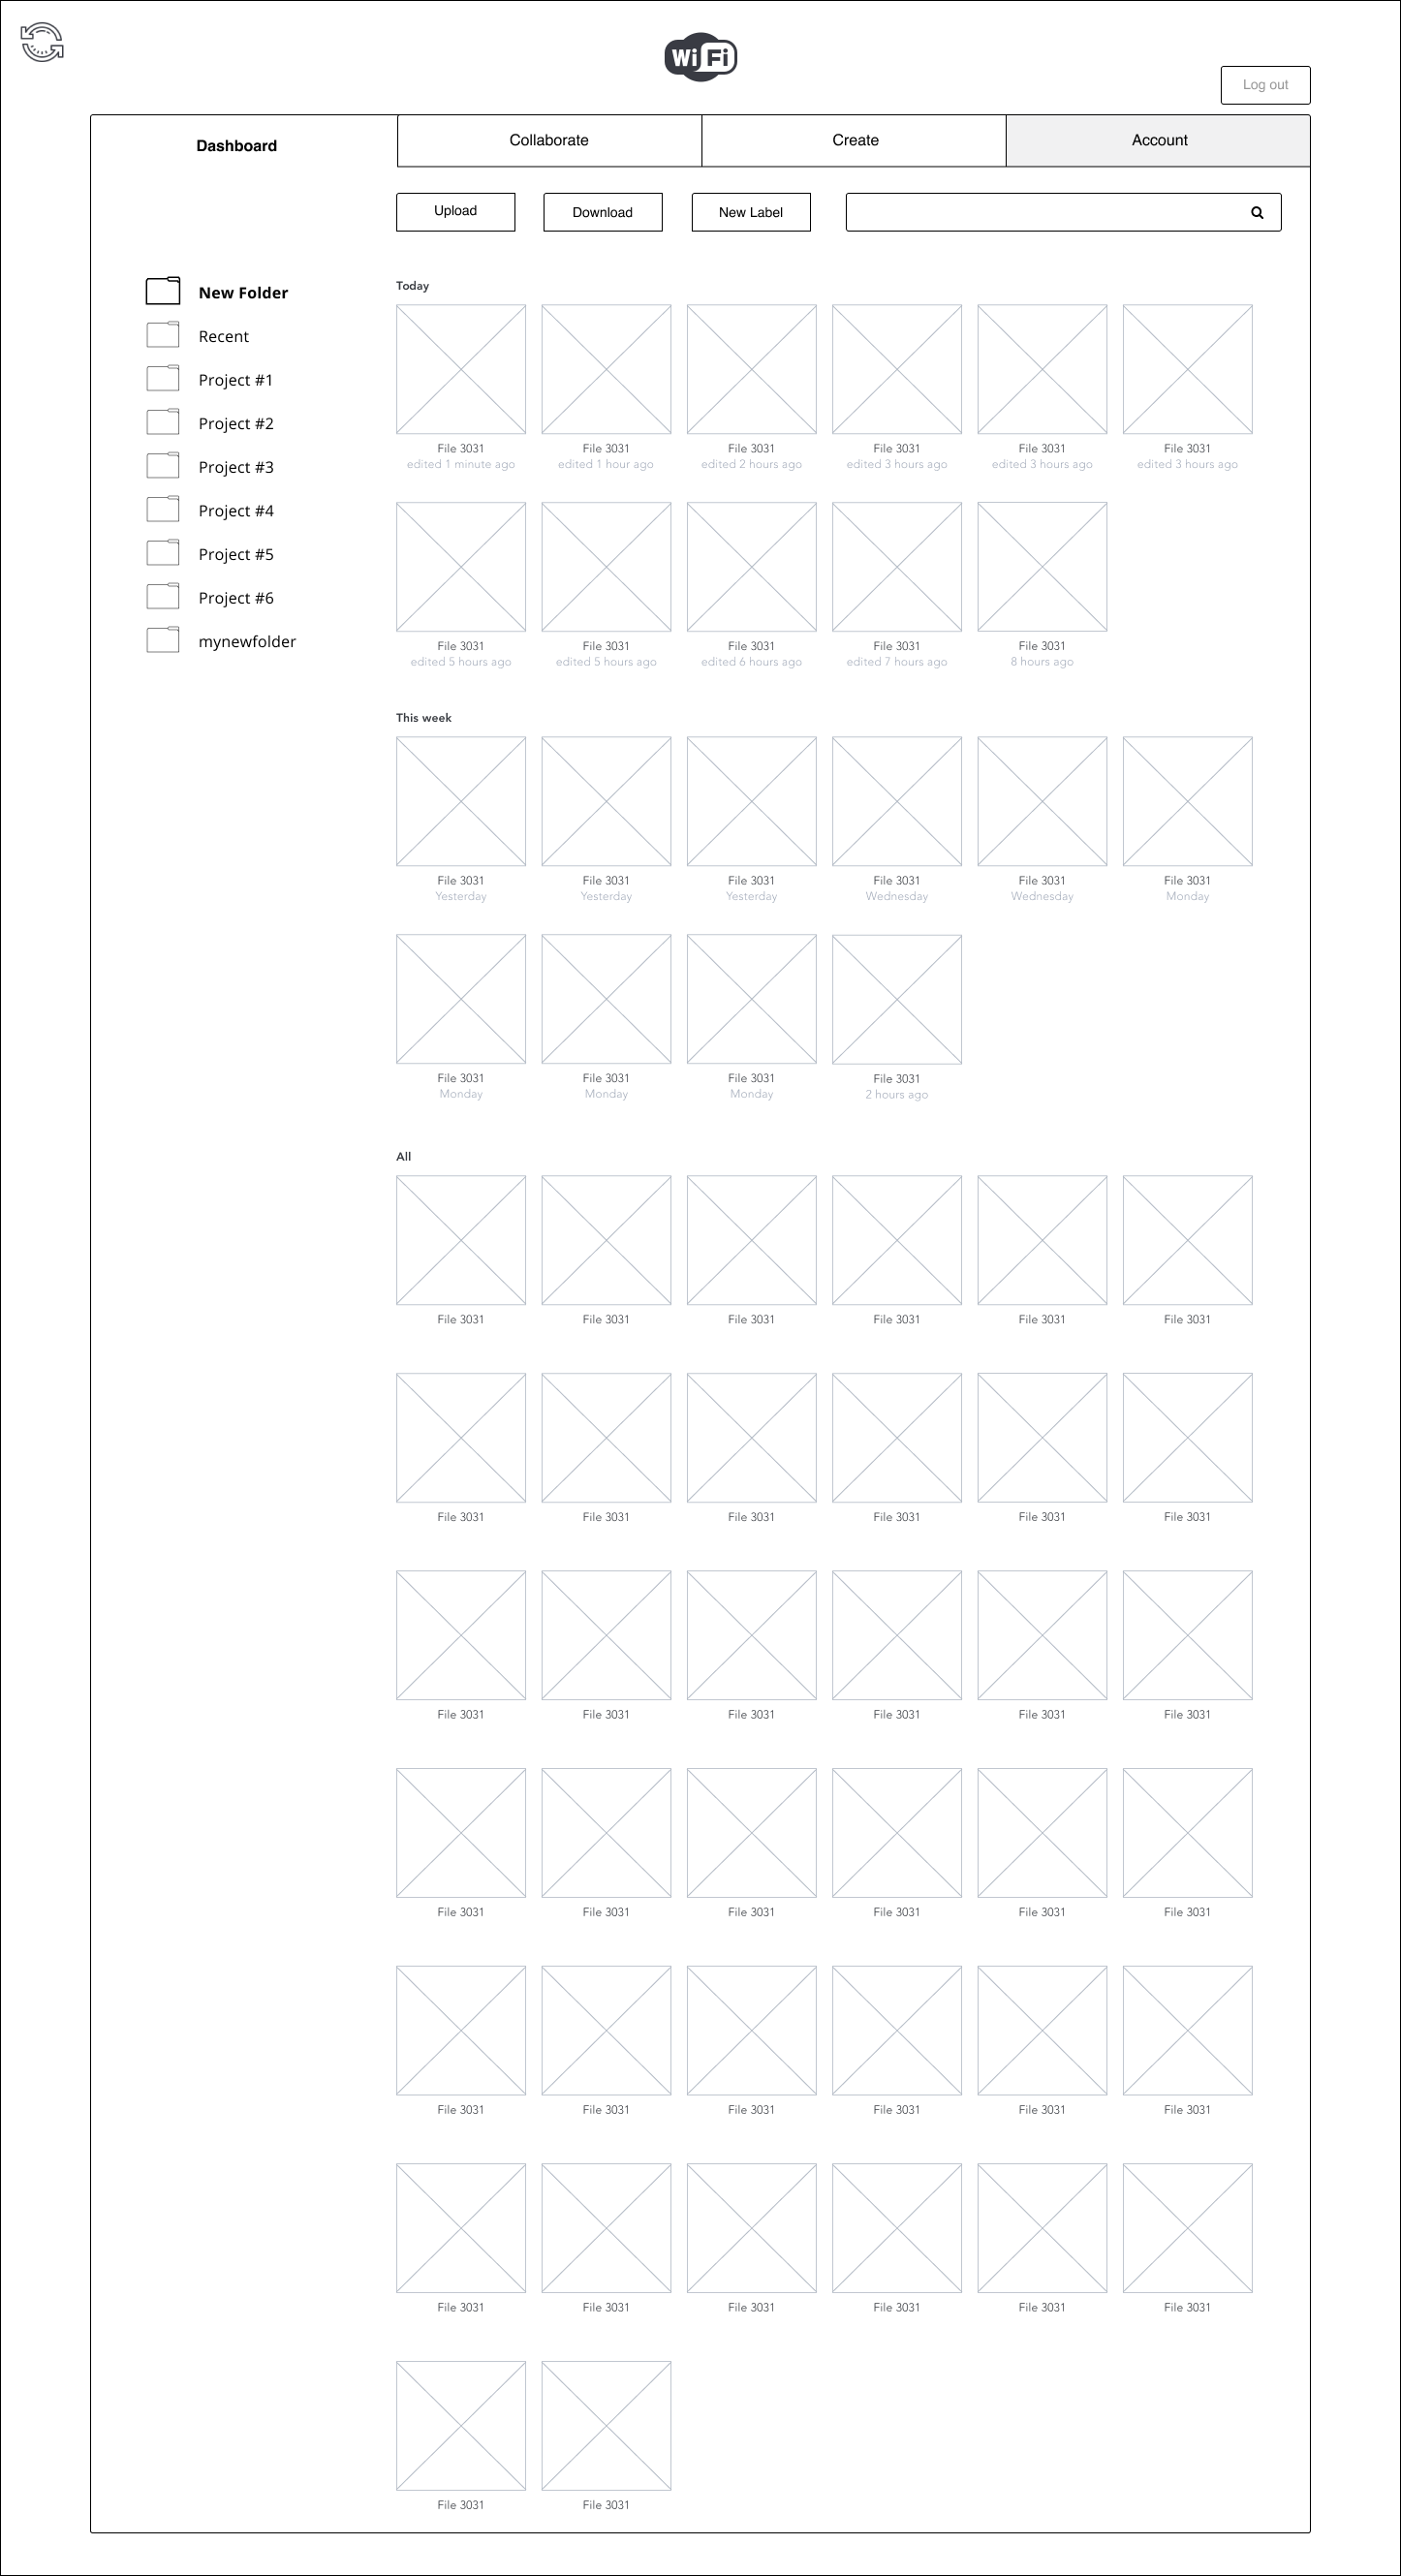 Wi Fi
Log out
Dashboard
Collaborate
Create
Account
Upload
Download
New Label
New Folder
Recent
Project #1
Project #2
Project #3
Project #4
Project #5
Project #6
mynewfolder
Today
File 3031 File 3031 File 3031 File 3031 File 3031 File 3031
edited 1 minute ago edited 1 hour ago edited 2 hours ago edited 3 hours ago edited 3 hours ago edited 3 hours ago
File 3031 File 3031 File 3031 File 3031 File 3031
edited 5 hours ago edited 5 hours ago edited 6 hours ago edited 7 hours ago 8 hours ago
This week
File 3031 File 3031 File 3031 File 3031 File 3031 File 3031
Yesterday Yesterday Yesterday Wednesday Wednesday Monday
File 3031 File 3031 File 3031 File 3031
Monday Monday Monday 2 hours ago
All
File 3031 File 3031 File 3031 File 3031 File 3031 File 3031
File 3031 File 3031 File 3031 File 3031 File 3031 File 3031
File 3031 File 3031 File 3031 File 3031 File 3031 File 3031
File 3031 File 3031 File 3031 File 3031 File 3031 File 3031
File 3031 File 3031 File 3031 File 3031 File 3031 File 3031
File 3031 File 3031 File 3031 File 3031 File 3031 File 3031
File 3031 File 3031